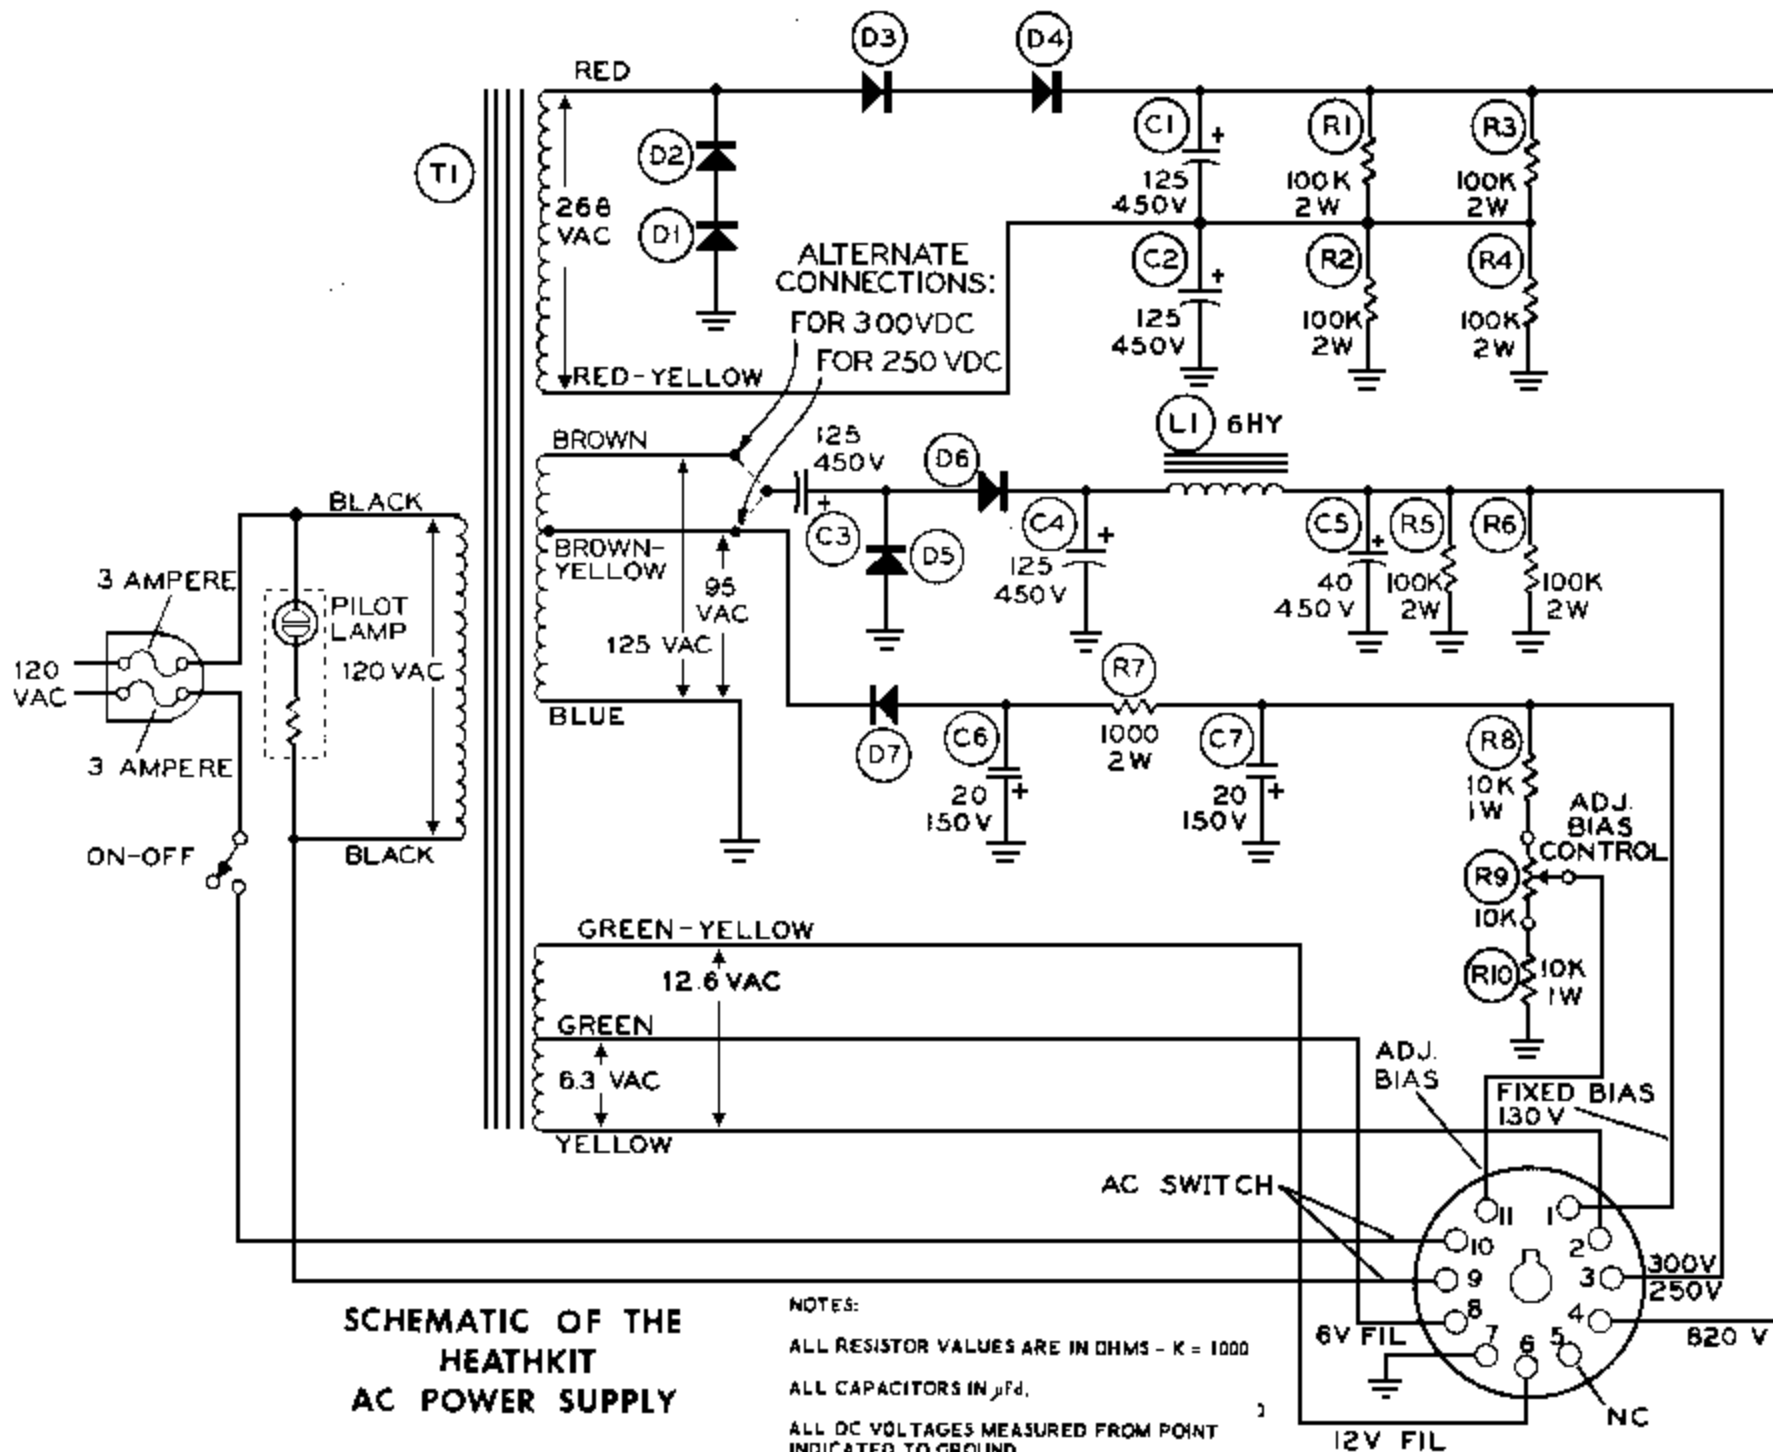 D3
D4
RED
T1
D2
D1
268
VAC
C1
+
125
450V
R1
100K
2W
R3
100K
2W
ALTERNATE
CONNECTIONS:
FOR 300VDC
FOR 250 VDC
C2
+
125
450V
R2
100K
2W
R4
100K
2W
RED-YELLOW
L1 6HY
BROWN
125
450V
+
C3
D6
D5
C4
+
125
450V
C5
+
40
450V
R5
100K
2W
R6
100K
2W
BROWN-
YELLOW
95
VAC
125 VAC
BLUE
BLACK
3 AMPERE
PILOT
LAMP
120
VAC
120 VAC
3 AMPERE
ON-OFF
BLACK
D7
C6
20
150V
+
R7
1000
2W
C7
20
150V
+
R8
10K
1W
ADJ.
BIAS
CONTROL
R9
10K
R10
10K
1W
GREEN-YELLOW
12.6 VAC
GREEN
6.3 VAC
YELLOW
ADJ.
BIAS
FIXED BIAS
130V
AC SWITCH
11
1
10
2
9
3
8
4
7
6
5
300V
250V
820 V
6V FIL
12V FIL
NC
SCHEMATIC OF THE
HEATHKIT
AC POWER SUPPLY
NOTES:
ALL RESISTOR VALUES ARE IN OHMS - K = 1000
ALL CAPACITORS IN µFd.
ALL DC VOLTAGES MEASURED FROM POINT
INDICATED TO GROUND